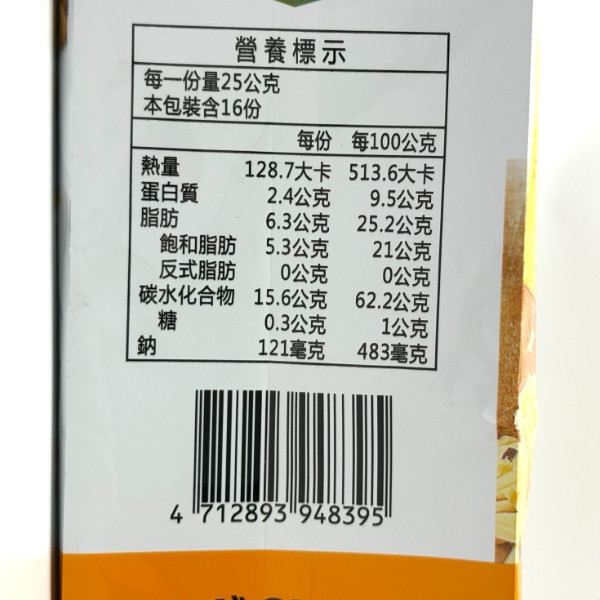 營養標示
每一份量25公克
本包裝含16份
每份 每100公克
熱量 128.7大卡 513.6大卡
蛋白質 2.4公克 9.5公克
脂肪 6.3公克 25.2公克
飽和脂肪 5.3公克 21公克
反式脂肪 0公克 0公克
碳水化合物 15.6公克 62.2公克
糖 0.3公克 1公克
鈉 121毫克 483毫克
4 712893 948395